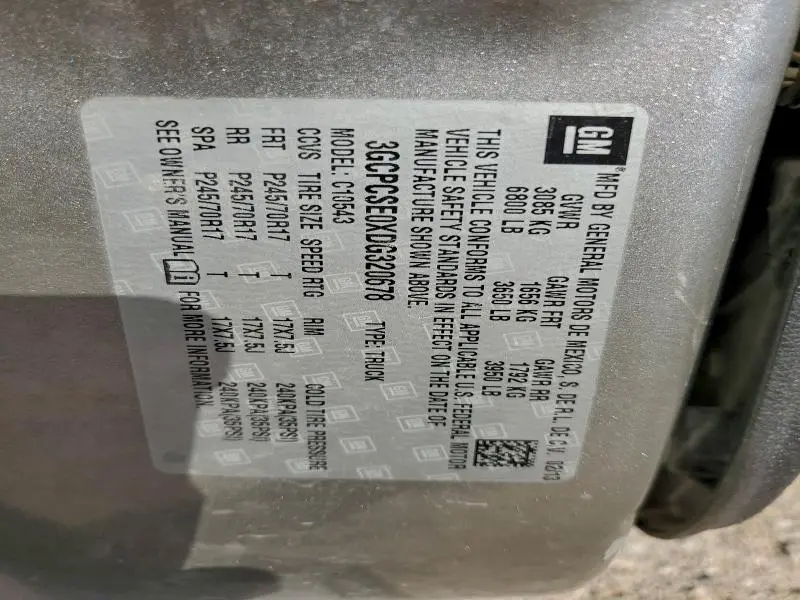 GM
® MFD BY GENERAL MOTORS DE MEXICO, S. DE R.L. DE C.V. 12/13
GVWR GAWR FRT GAWR RR
3085 KG 1656 KG 1792 KG
6800 LB 3650 LB 3950 LB
THIS VEHICLE CONFORMS TO ALL APPLICABLE U.S. FEDERAL MOTOR
VEHICLE SAFETY STANDARDS IN EFFECT ON THE DATE OF
MANUFACTURE SHOWN ABOVE.
3GCPCSE1XDG320678 TYPE: TRUCK
MODEL: C10543
CCVS TIRE SIZE SPEED RTG RIM COLD TIRE PRESSURE
FRT P245/70R17 T 17X7.5J 240KPA(35PSI)
RR P245/70R17 T 17X7.5J 240KPA(35PSI)
SPA P245/70R17 T 17X7.5J 240KPA(35PSI)
SEE OWNER'S MANUAL FOR MORE INFORMATION.